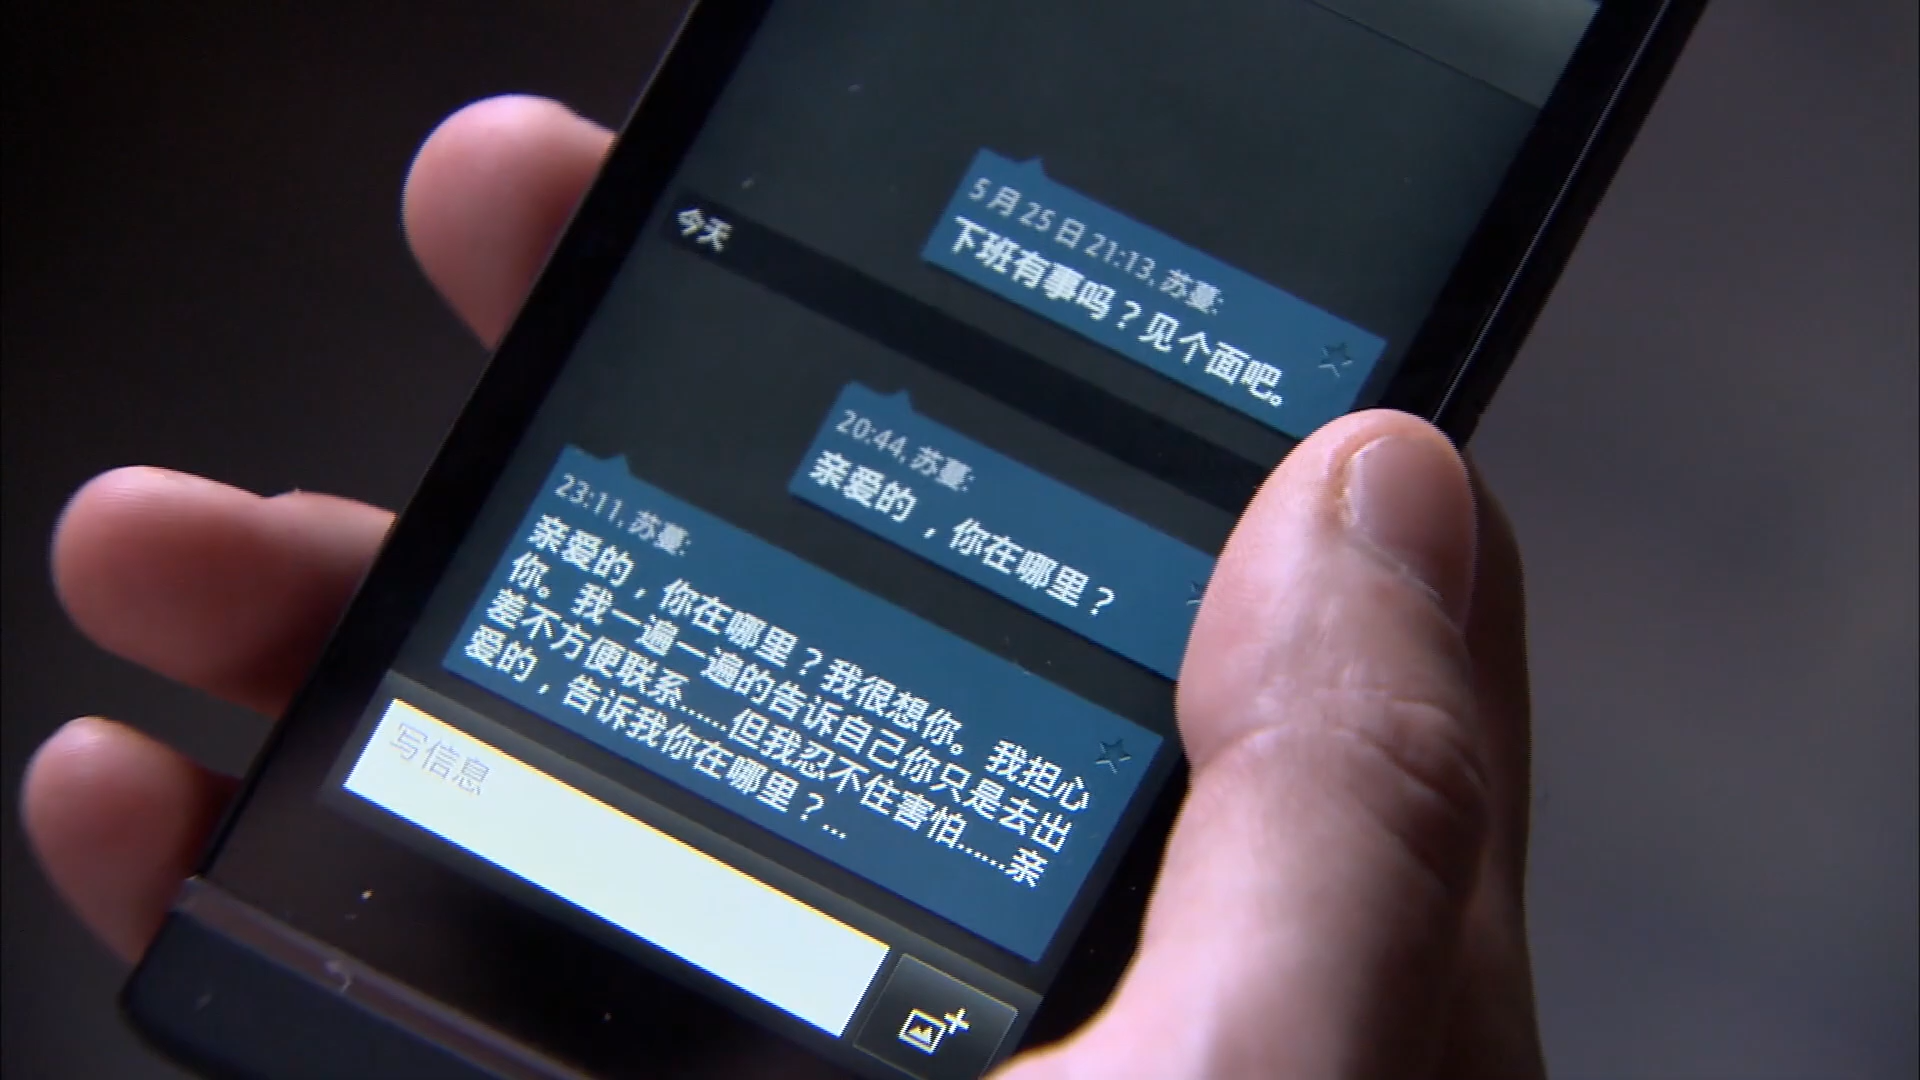 5月25日 21:13, 苏蔓:
下班有事吗？见个面吧。
今天
20:44, 苏蔓:
亲爱的，你在哪里？
23:11, 苏蔓:
亲爱的，你在哪里？我很想你。我担心
你。我一遍一遍的告诉自己你只是去出
差不方便联系……但我忍不住害怕……亲
爱的，告诉我你在哪里？...
写信息